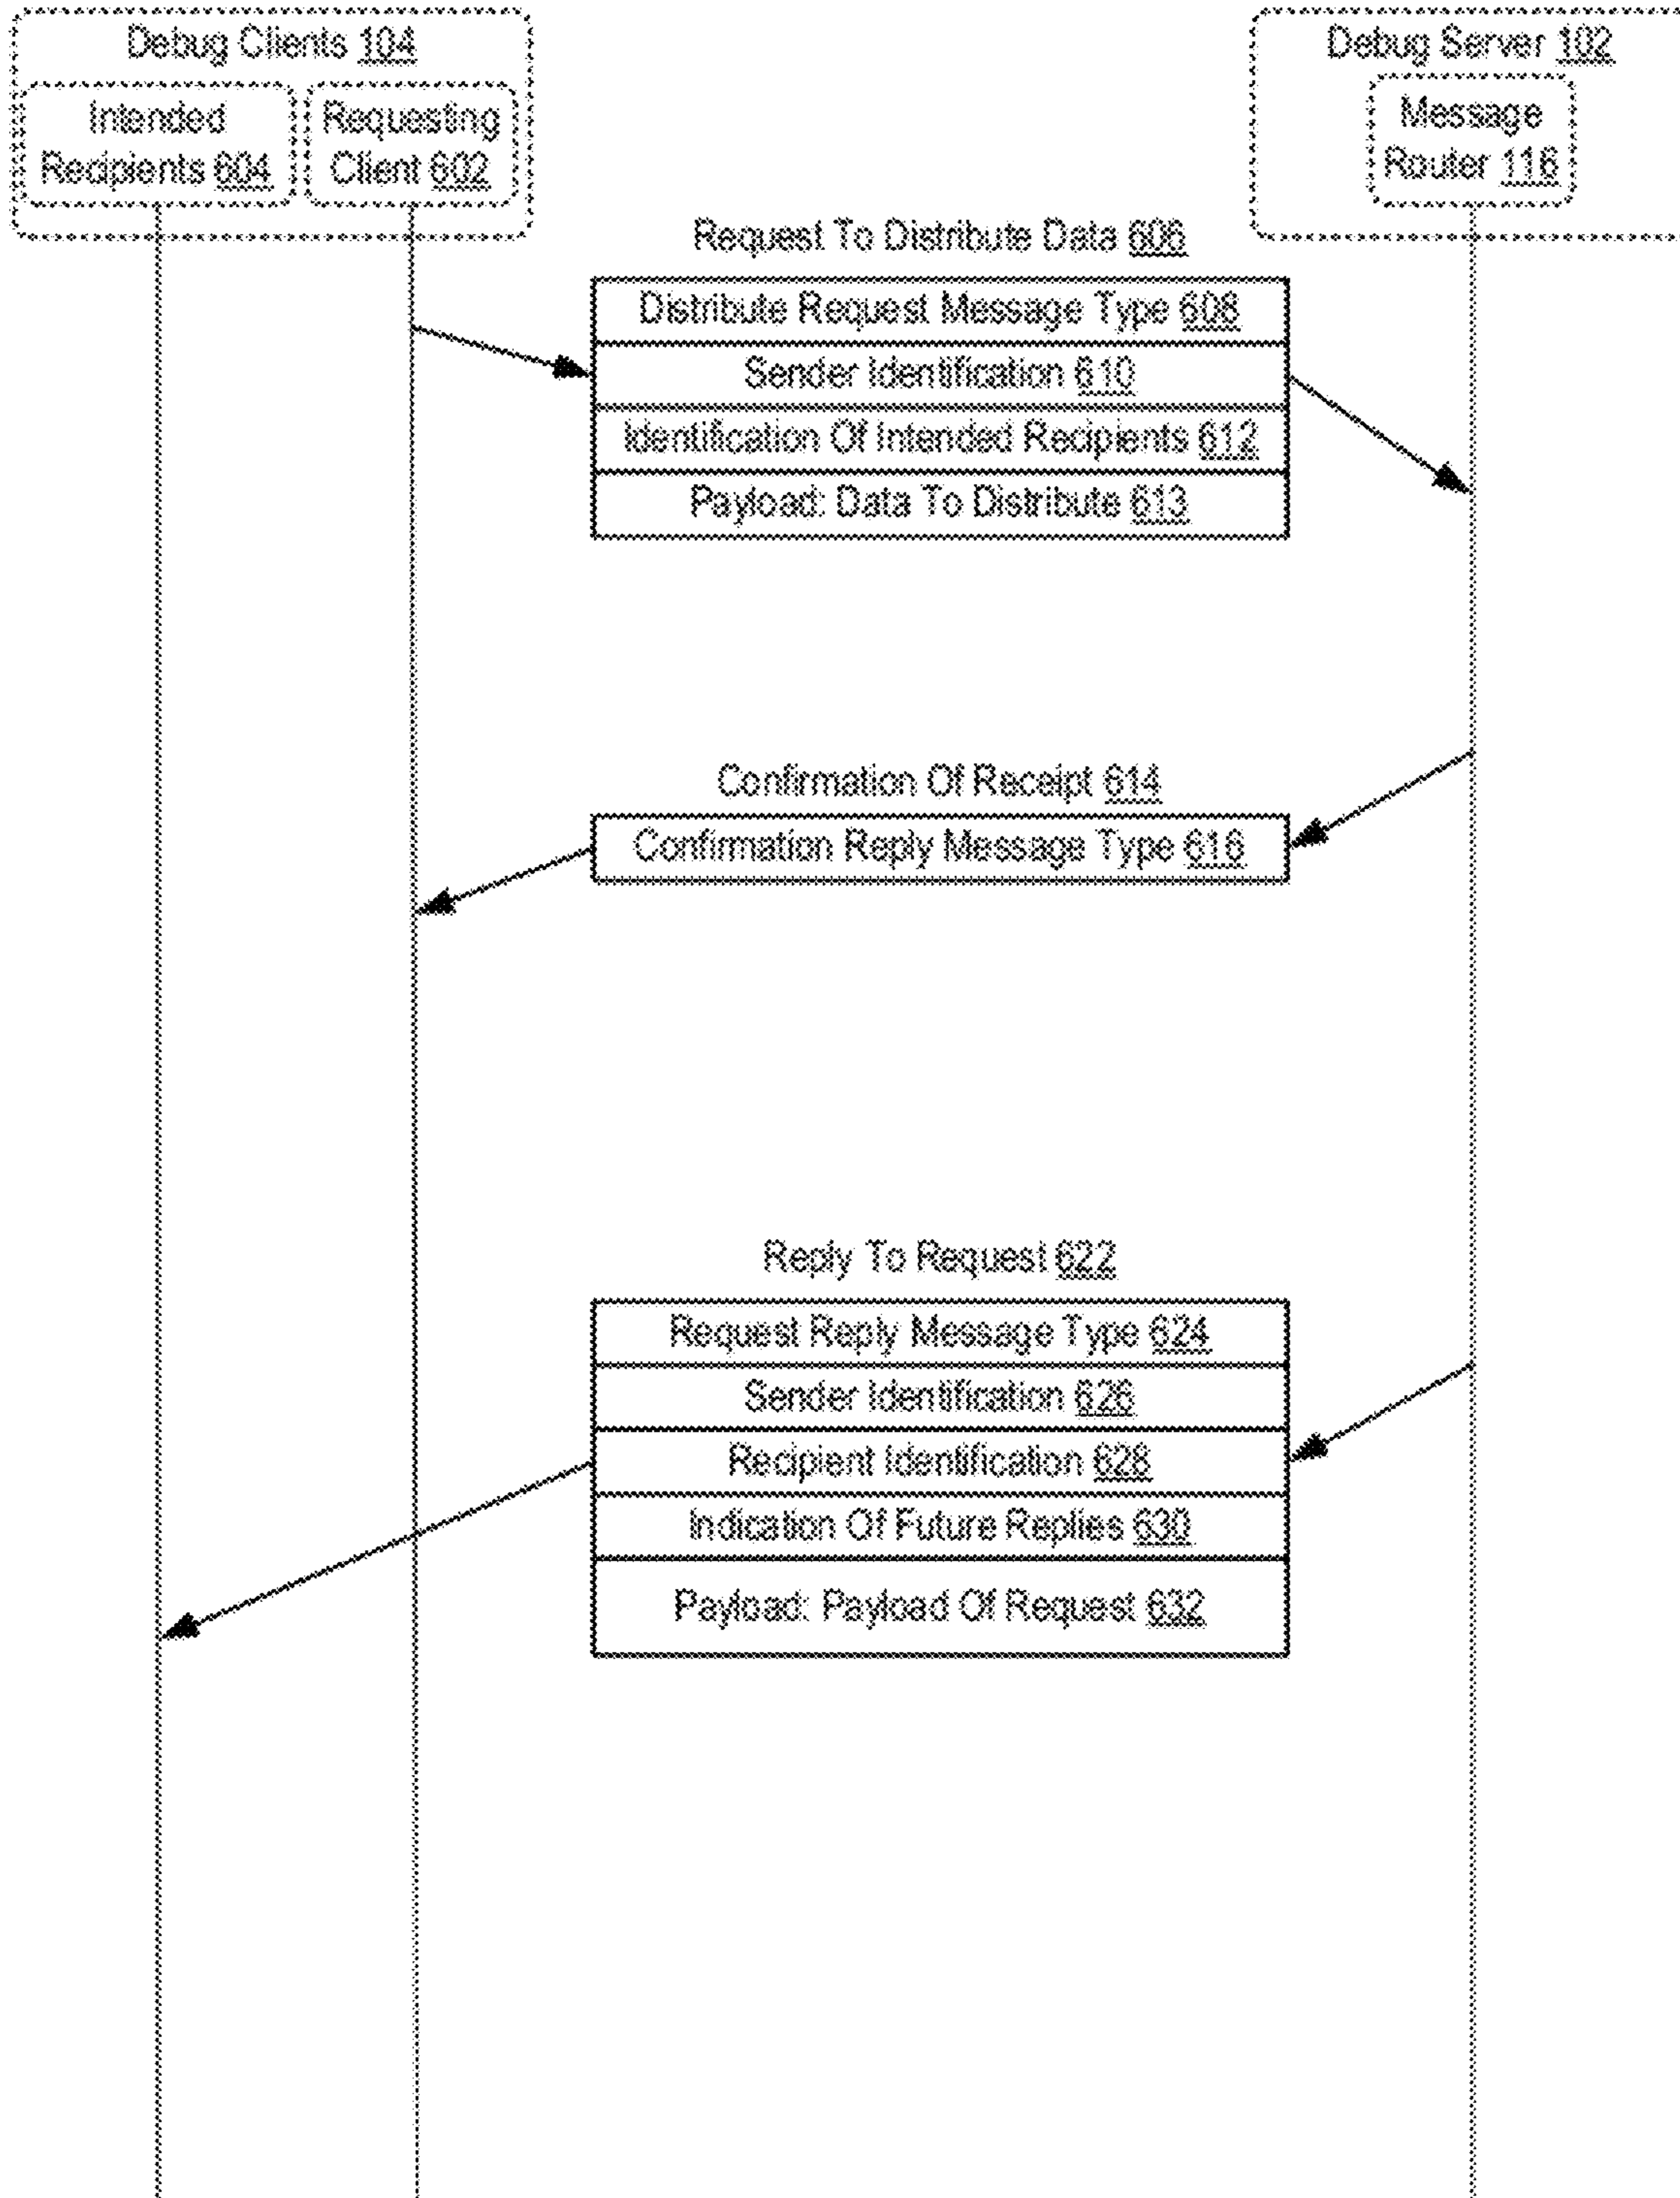 Debug Clients 104
Intended
Recipients 604
Requesting
Client 602
Debug Server 102
Message
Router 116
Request To Distribute Data 606
Distribute Request Message Type 608
Sender Identification 610
Identification Of Intended Recipients 612
Payload: Data To Distribute 613
Confirmation Of Receipt 614
Confirmation Reply Message Type 616
Reply To Request 622
Request Reply Message Type 624
Sender Identification 626
Recipient Identification 628
Indication Of Future Replies 630
Payload: Payload Of Request 632